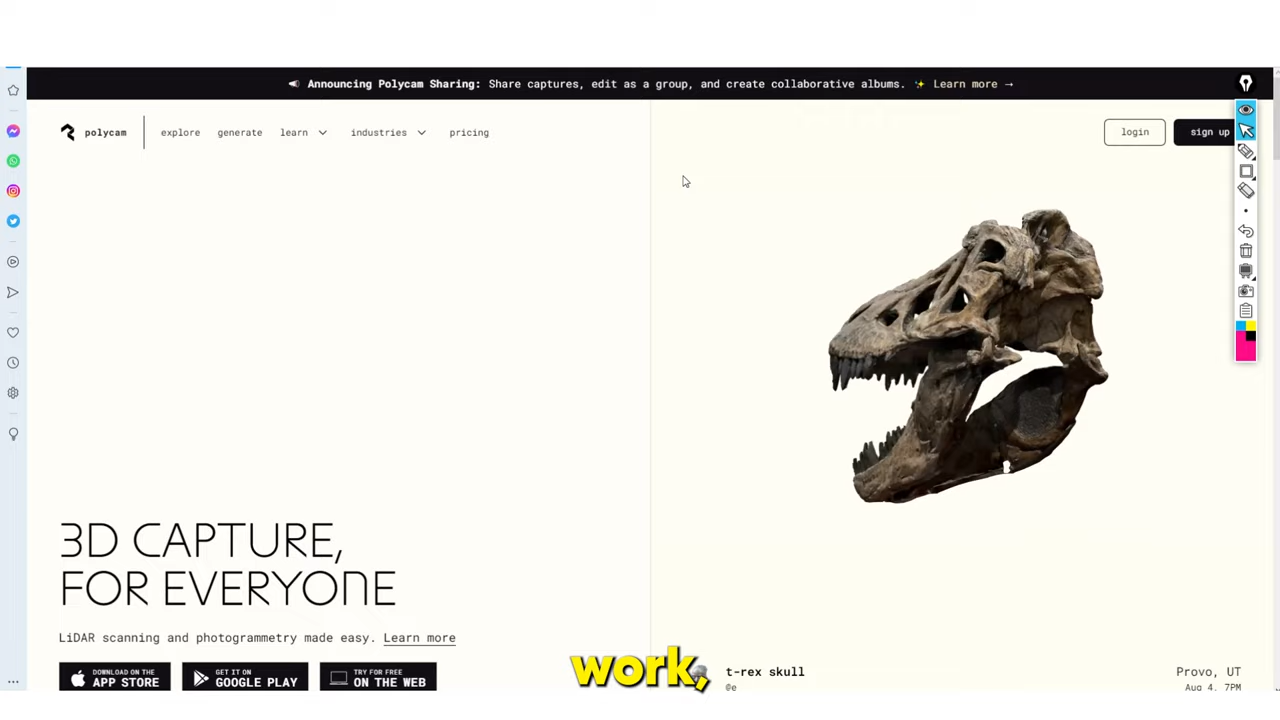 📢 Announcing Polycam Sharing: Share captures, edit as a group, and create collaborative albums. ✨ Learn more →
polycam explore generate learn industries pricing
login sign up
3D CAPTURE,
FOR EVERYONE
LiDAR scanning and photogrammetry made easy. Learn more
DOWNLOAD ON THE
APP STORE
GET IT ON
GOOGLE PLAY
TRY FOR FREE
ON THE WEB
work,
t-rex skull
@e
Provo, UT
Aug 4, 7PM